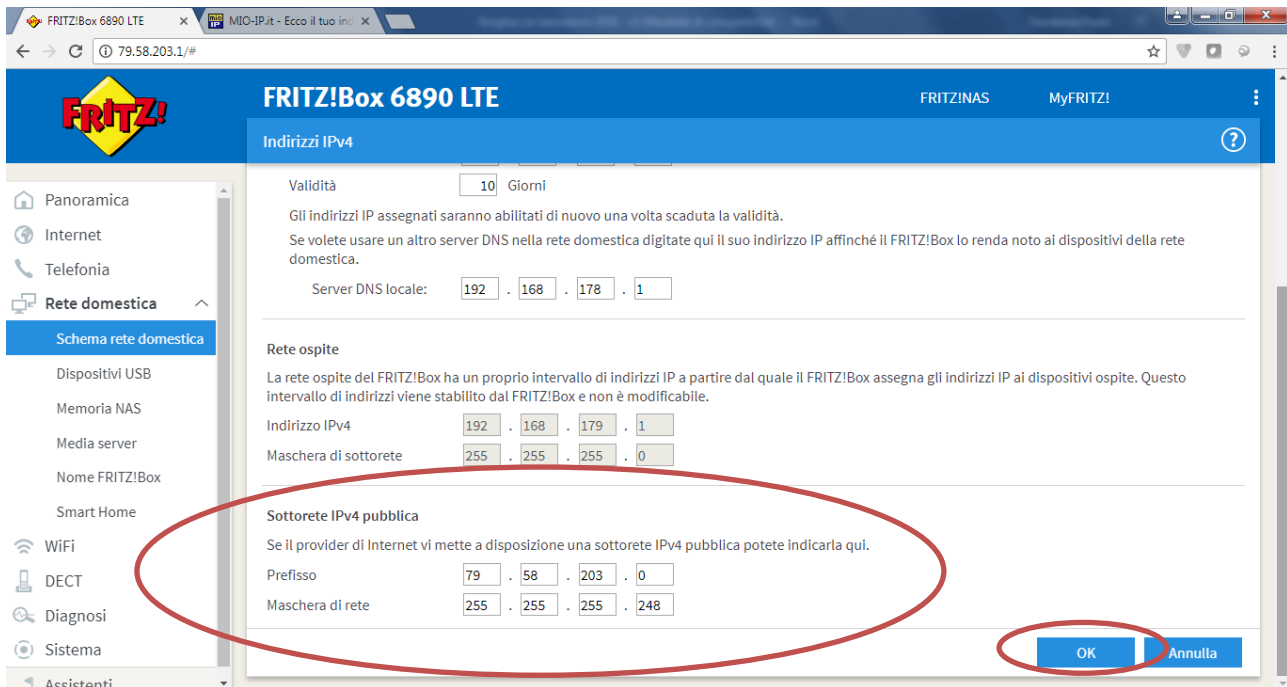 FRITZ!Box 6890 LTE
MIO-IP.it - Ecco il tuo ind
79.58.203.1/#
FRITZ!
FRITZ!Box 6890 LTE
FRITZ!NAS
MyFRITZ!
Indirizzi IPv4
Panoramica
Internet
Telefonia
Rete domestica
Schema rete domestica
Dispositivi USB
Memoria NAS
Media server
Nome FRITZ!Box
Smart Home
WiFi
DECT
Diagnosi
Sistema
Assistenti
Validità 10 Giorni
Gli indirizzi IP assegnati saranno abilitati di nuovo una volta scaduta la validità.
Se volete usare un altro server DNS nella rete domestica digitate qui il suo indirizzo IP affinché il FRITZ!Box lo renda noto ai dispositivi della rete
domestica.
Server DNS locale: 192 . 168 . 178 . 1
Rete ospite
La rete ospite del FRITZ!Box ha un proprio intervallo di indirizzi IP a partire dal quale il FRITZ!Box assegna gli indirizzi IP ai dispositivi ospite. Questo
intervallo di indirizzi viene stabilito dal FRITZ!Box e non è modificabile.
Indirizzo IPv4 192 . 168 . 179 . 1
Maschera di sottorete 255 . 255 . 255 . 0
Sottorete IPv4 pubblica
Se il provider di Internet vi mette a disposizione una sottorete IPv4 pubblica potete indicarla qui.
Prefisso 79 . 58 . 203 . 0
Maschera di rete 255 . 255 . 255 . 248
OK
Annulla